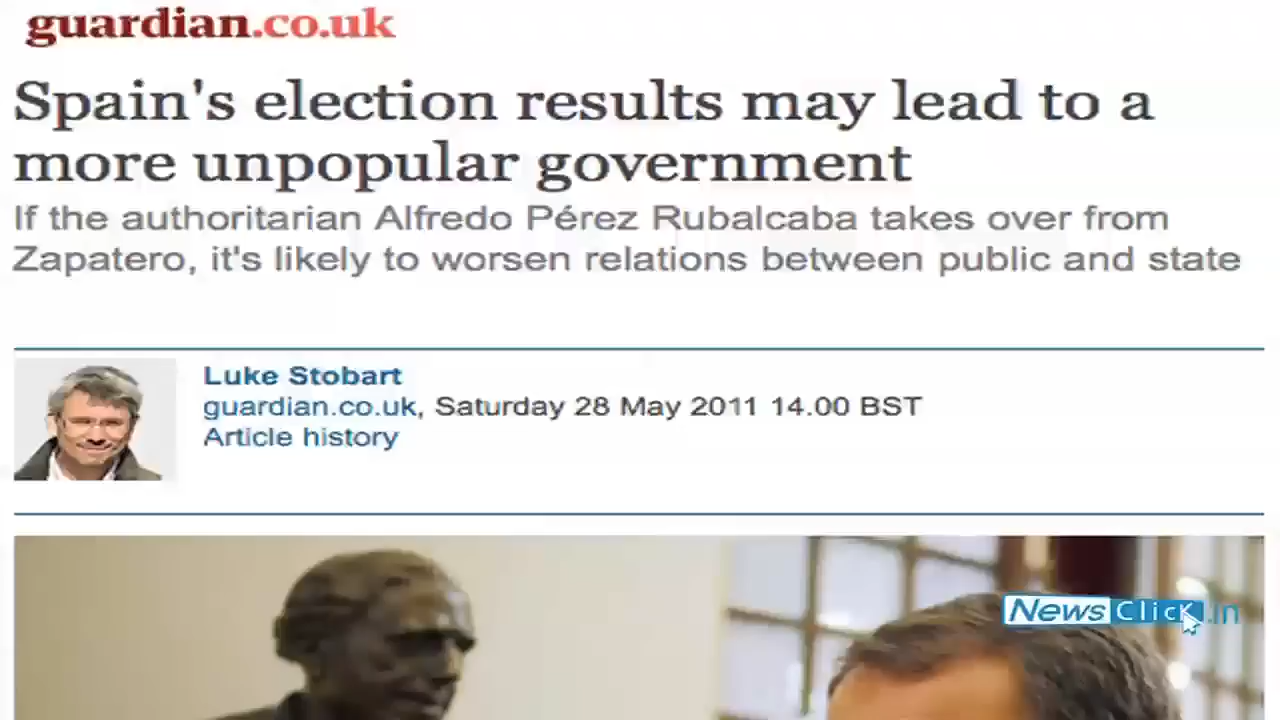 guardian.co.uk
Spain's election results may lead to a
more unpopular government
If the authoritarian Alfredo Pérez Rubalcaba takes over from
Zapatero, it's likely to worsen relations between public and state
Luke Stobart
guardian.co.uk, Saturday 28 May 2011 14.00 BST
Article history
NewsClick.in